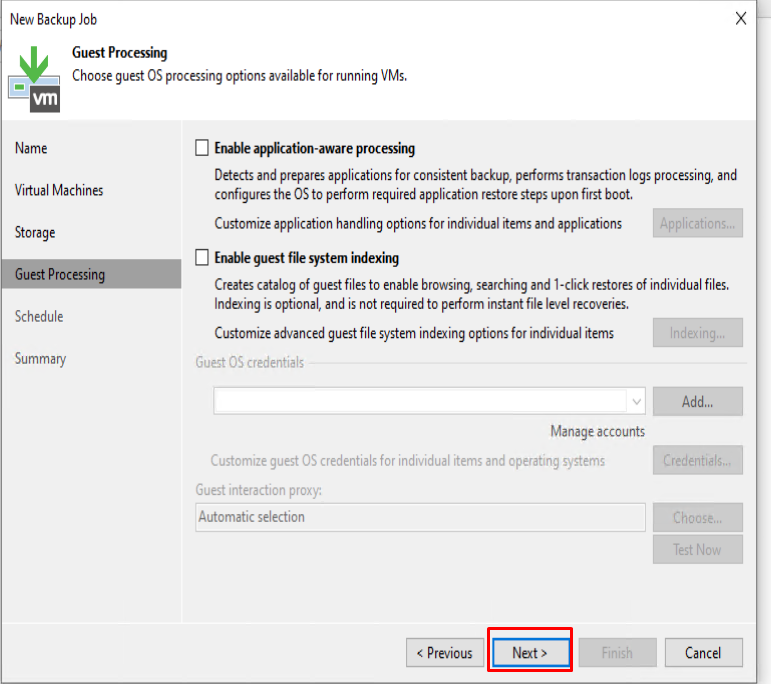 New Backup Job
Guest Processing
Choose guest OS processing options available for running VMs.
vm
Name
Virtual Machines
Storage
Guest Processing
Schedule
Summary
Enable application-aware processing
Detects and prepares applications for consistent backup, performs transaction logs processing, and
configures the OS to perform required application restore steps upon first boot.
Customize application handling options for individual items and applications
Applications...
Enable guest file system indexing
Creates catalog of guest files to enable browsing, searching and 1-click restores of individual files.
Indexing is optional, and is not required to perform instant file level recoveries.
Customize advanced guest file system indexing options for individual items
Indexing...
Guest OS credentials
Add...
Manage accounts
Customize guest OS credentials for individual items and operating systems
Credentials...
Guest interaction proxy:
Automatic selection
Choose...
Test Now
< Previous
Next >
Finish
Cancel